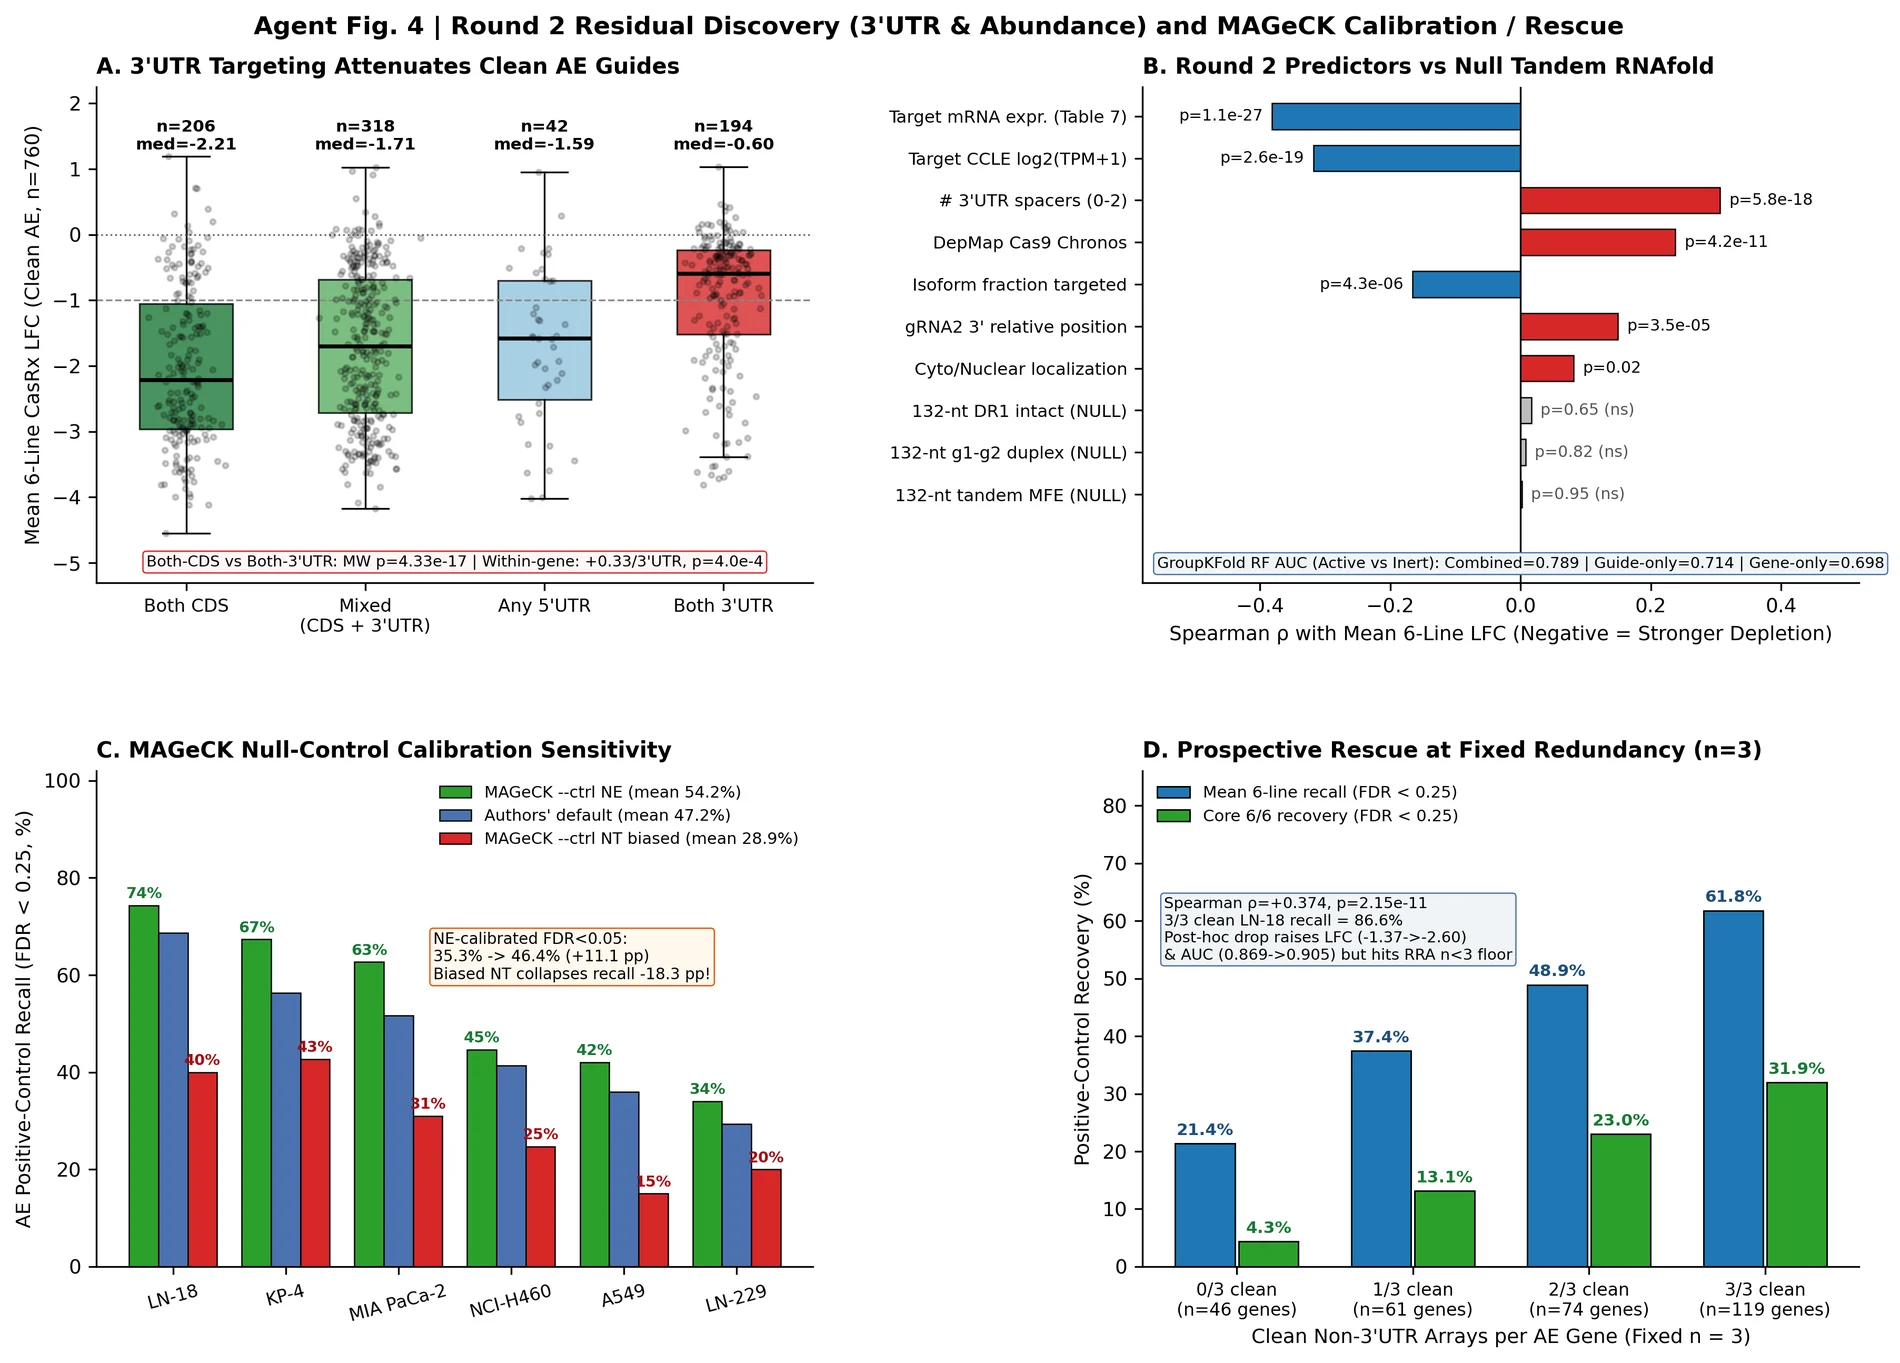 Agent Fig. 4 | Round 2 Residual Discovery (3'UTR & Abundance) and MAGeCK Calibration / Rescue
A. 3'UTR Targeting Attenuates Clean AE Guides
Mean 6-Line CasRx LFC (Clean AE, n=760)
2
1
0
−1
−2
−3
−4
−5
n=206
med=-2.21
n=318
med=-1.71
n=42
med=-1.59
n=194
med=-0.60
Both-CDS vs Both-3'UTR: MW p=4.33e-17 | Within-gene: +0.33/3'UTR, p=4.0e-4
Both CDS
Mixed
(CDS + 3'UTR)
Any 5'UTR
Both 3'UTR
B. Round 2 Predictors vs Null Tandem RNAfold
Target mRNA expr. (Table 7)
p=1.1e-27
Target CCLE log2(TPM+1)
p=2.6e-19
# 3'UTR spacers (0-2)
p=5.8e-18
DepMap Cas9 Chronos
p=4.2e-11
Isoform fraction targeted
p=4.3e-06
gRNA2 3' relative position
p=3.5e-05
Cyto/Nuclear localization
p=0.02
132-nt DR1 intact (NULL)
p=0.65 (ns)
132-nt g1-g2 duplex (NULL)
p=0.82 (ns)
132-nt tandem MFE (NULL)
p=0.95 (ns)
GroupKFold RF AUC (Active vs Inert): Combined=0.789 | Guide-only=0.714 | Gene-only=0.698
−0.4
−0.2
0.0
0.2
0.4
Spearman ρ with Mean 6-Line LFC (Negative = Stronger Depletion)
C. MAGeCK Null-Control Calibration Sensitivity
AE Positive-Control Recall (FDR < 0.25, %)
100
80
60
40
20
0
MAGeCK --ctrl NE (mean 54.2%)
Authors' default (mean 47.2%)
MAGeCK --ctrl NT biased (mean 28.9%)
NE-calibrated FDR<0.05:
35.3% -> 46.4% (+11.1 pp)
Biased NT collapses recall -18.3 pp!
74%
40%
67%
43%
63%
31%
45%
25%
42%
15%
34%
20%
LN-18
KP-4
MIA PaCa-2
NCI-H460
A549
LN-229
D. Prospective Rescue at Fixed Redundancy (n=3)
Positive-Control Recovery (%)
80
70
60
50
40
30
20
10
0
Mean 6-line recall (FDR < 0.25)
Core 6/6 recovery (FDR < 0.25)
Spearman ρ=+0.374, p=2.15e-11
3/3 clean LN-18 recall = 86.6%
Post-hoc drop raises LFC (-1.37->-2.60)
& AUC (0.869->0.905) but hits RRA n<3 floor
21.4%
4.3%
37.4%
13.1%
48.9%
23.0%
61.8%
31.9%
0/3 clean
(n=46 genes)
1/3 clean
(n=61 genes)
2/3 clean
(n=74 genes)
3/3 clean
(n=119 genes)
Clean Non-3'UTR Arrays per AE Gene (Fixed n = 3)